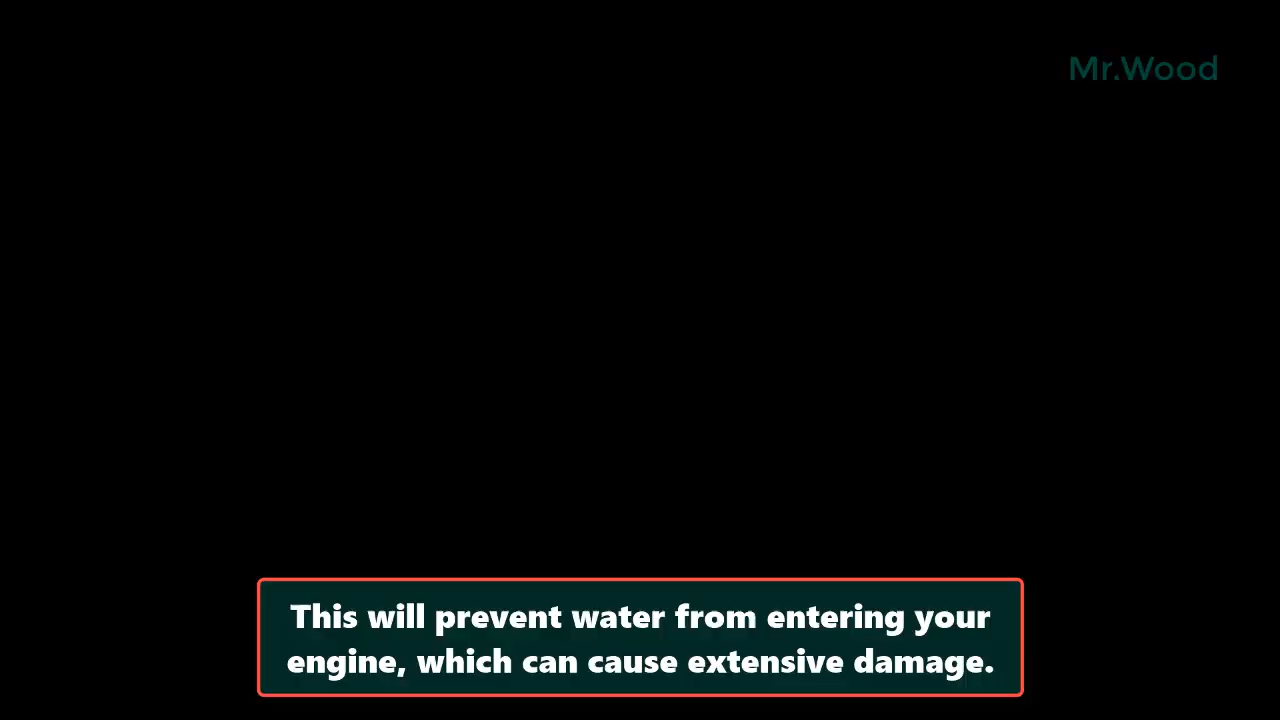 Mr.Wood
This will prevent water from entering your
engine, which can cause extensive damage.